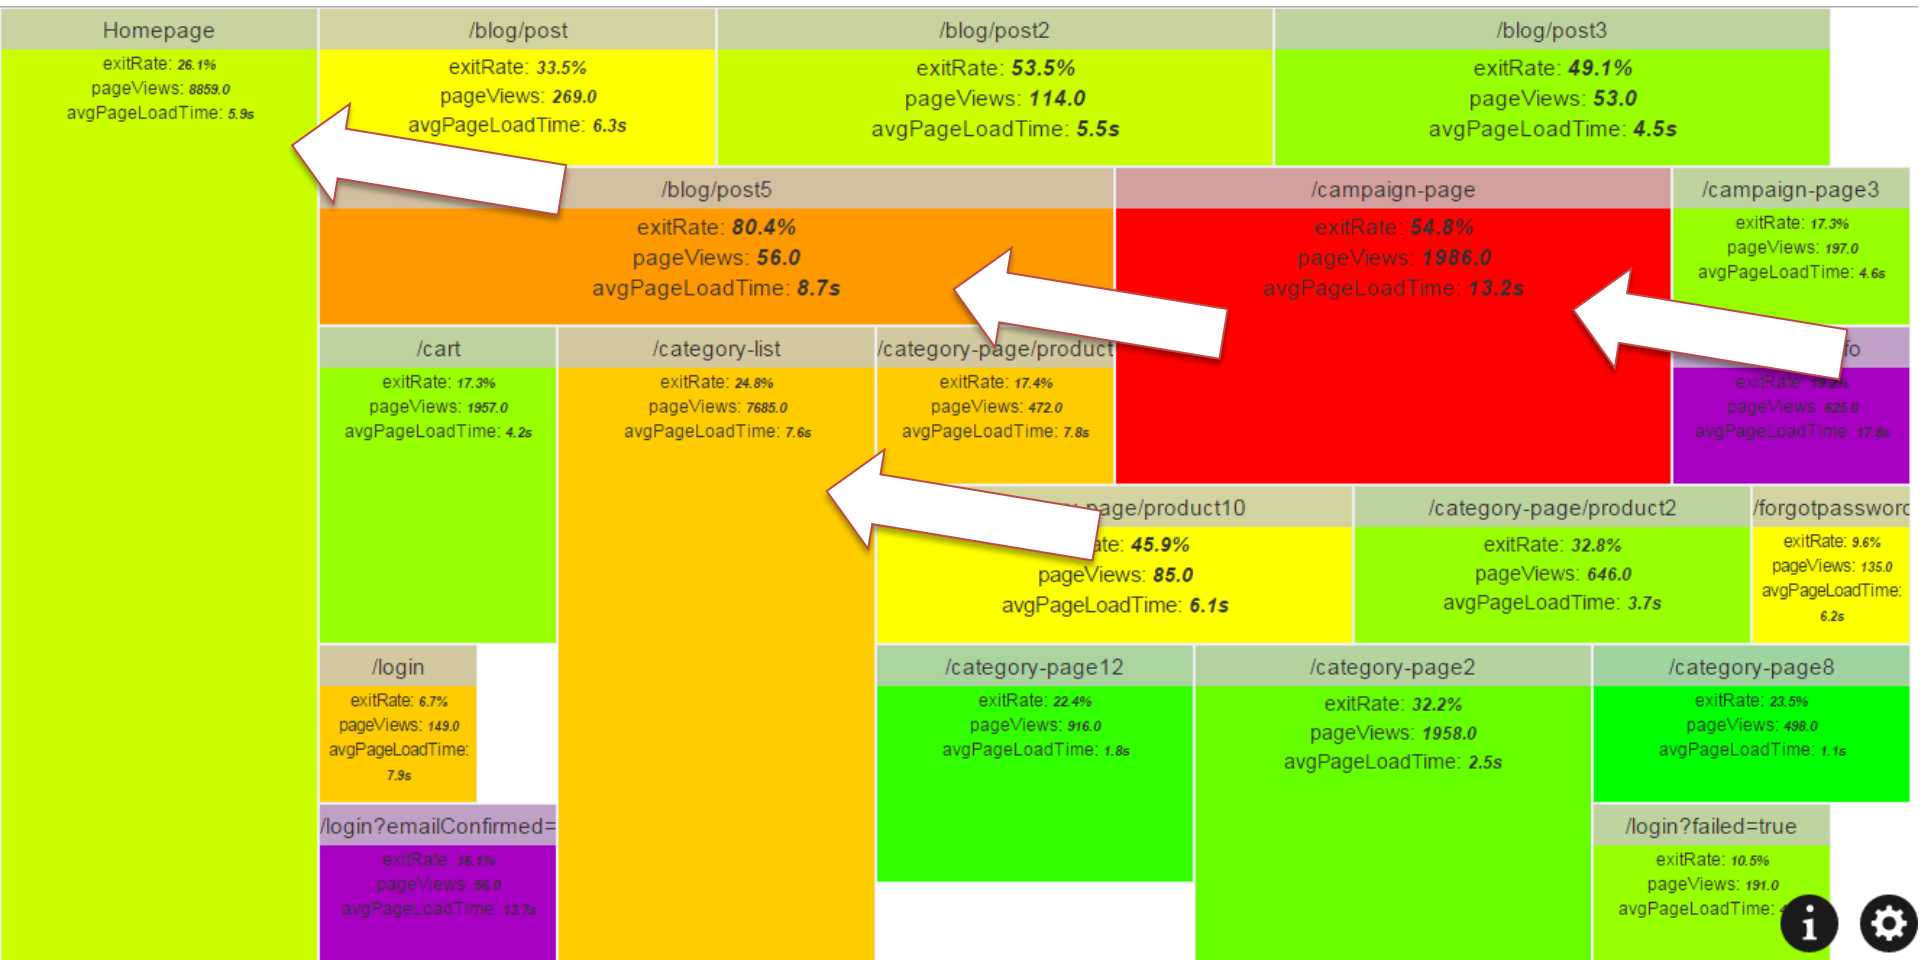 Homepage
exitRate: 26.1%
pageViews: 8859.0
avgPageLoadTime: 5.9s
/blog/post
exitRate: 33.5%
pageViews: 269.0
avgPageLoadTime: 6.3s
/blog/post2
exitRate: 53.5%
pageViews: 114.0
avgPageLoadTime: 5.5s
/blog/post3
exitRate: 49.1%
pageViews: 53.0
avgPageLoadTime: 4.5s
/blog/post5
exitRate: 80.4%
pageViews: 56.0
avgPageLoadTime: 8.7s
/campaign-page
exitRate: 54.8%
pageViews: 1986.0
avgPageLoadTime: 13.2s
/campaign-page3
exitRate: 17.3%
pageViews: 197.0
avgPageLoadTime: 4.6s
/cart
exitRate: 17.3%
pageViews: 1957.0
avgPageLoadTime: 4.2s
/category-list
exitRate: 24.8%
pageViews: 7685.0
avgPageLoadTime: 7.6s
/category-page/product
exitRate: 17.4%
pageViews: 472.0
avgPageLoadTime: 7.8s
fo
exitRate: 19.2%
pageViews: 625.0
avgPageLoadTime: 17.8s
page/product10
ate: 45.9%
pageViews: 85.0
avgPageLoadTime: 6.1s
/category-page/product2
exitRate: 32.8%
pageViews: 646.0
avgPageLoadTime: 3.7s
/forgotpassword
exitRate: 9.6%
pageViews: 135.0
avgPageLoadTime:
6.2s
/login
exitRate: 6.7%
pageViews: 149.0
avgPageLoadTime:
7.9s
/category-page12
exitRate: 22.4%
pageViews: 916.0
avgPageLoadTime: 1.8s
/category-page2
exitRate: 32.2%
pageViews: 1958.0
avgPageLoadTime: 2.5s
/category-page8
exitRate: 23.5%
pageViews: 498.0
avgPageLoadTime: 1.1s
/login?emailConfirmed=
exitRate: 16.1%
pageViews: 56.0
avgPageLoadTime: 13.7s
/login?failed=true
exitRate: 10.5%
pageViews: 191.0
avgPageLoadTime: